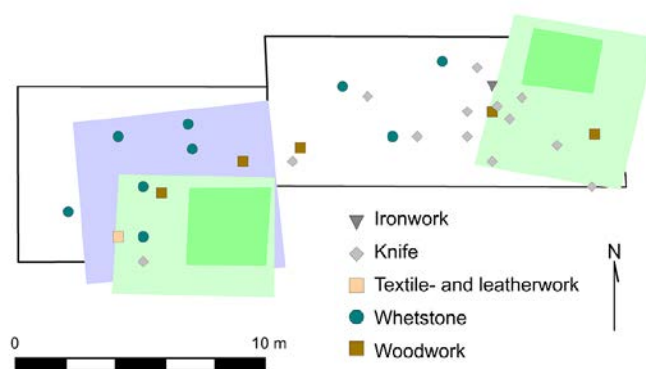 Ironwork
Knife
Textile- and leatherwork
Whetstone
Woodwork
N
0 10 m